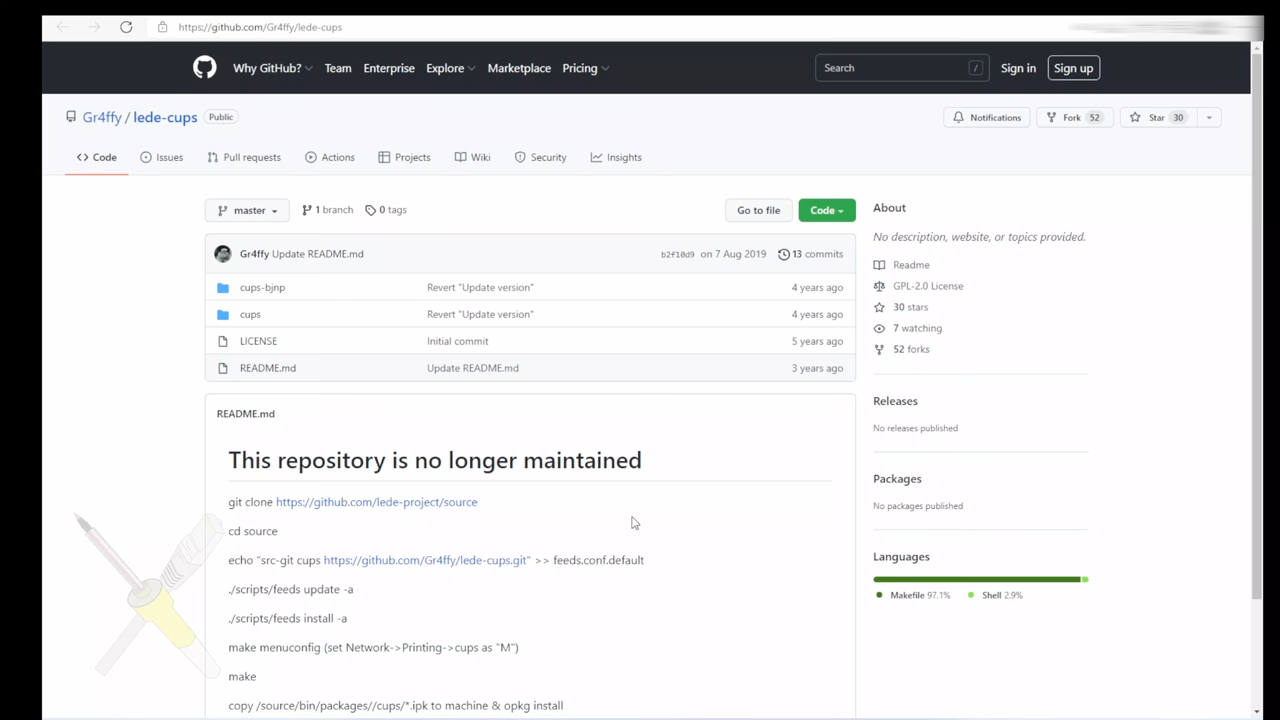 https://github.com/Gr4ffy/lede-cups
Why GitHub? Team Enterprise Explore Marketplace Pricing Search / Sign in Sign up
Gr4ffy / lede-cups Public Notifications Fork 52 Star 30
<> Code Issues Pull requests Actions Projects Wiki Security Insights
master 1 branch 0 tags Go to file Code
Gr4ffy Update README.md b2f10d9 on 7 Aug 2019 13 commits
cups-bjnp Revert "Update version" 4 years ago
cups Revert "Update version" 4 years ago
LICENSE Initial commit 5 years ago
README.md Update README.md 3 years ago
README.md
This repository is no longer maintained
git clone https://github.com/lede-project/source
cd source
echo "src-git cups https://github.com/Gr4ffy/lede-cups.git" >> feeds.conf.default
./scripts/feeds update -a
./scripts/feeds install -a
make menuconfig (set Network->Printing->cups as "M")
make
copy /source/bin/packages//cups/*.ipk to machine & opkg install
About
No description, website, or topics provided.
Readme
GPL-2.0 License
30 stars
7 watching
52 forks
Releases
No releases published
Packages
No packages published
Languages
Makefile 97.1% Shell 2.9%